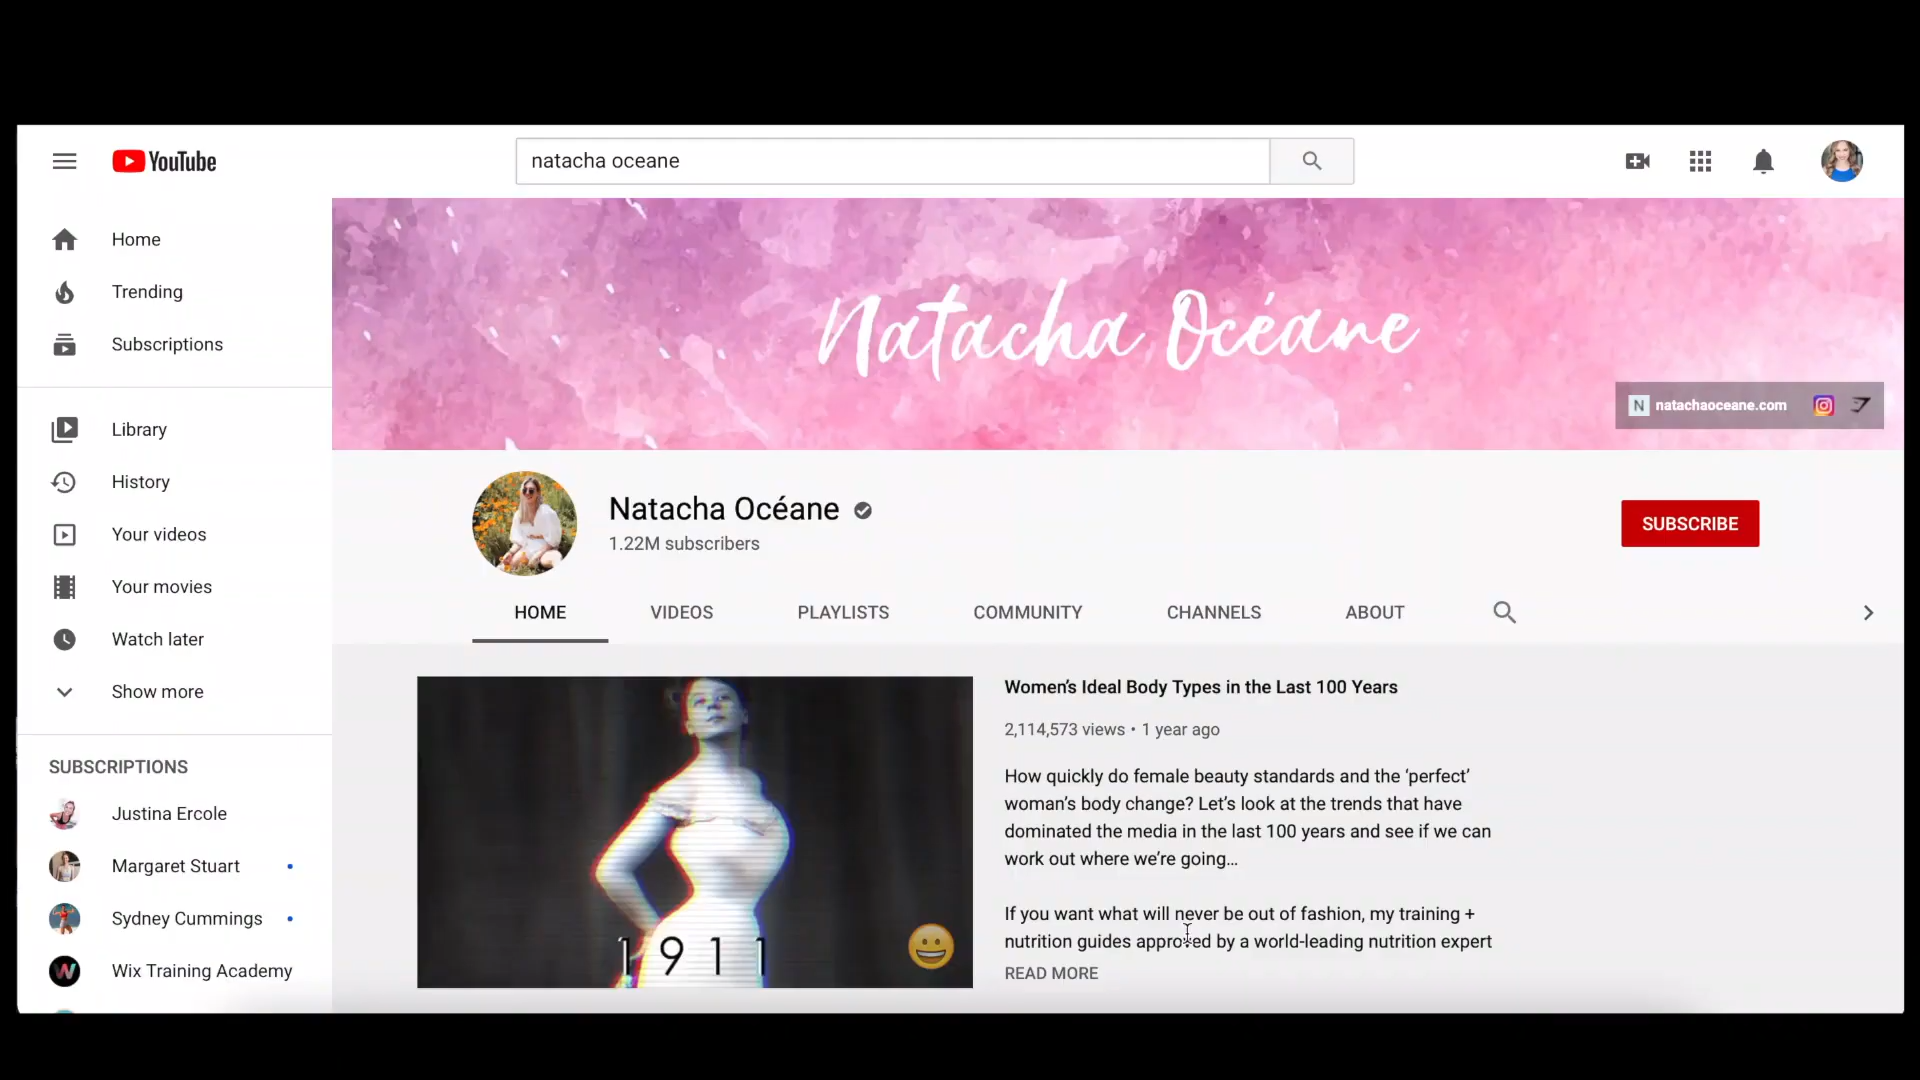 YouTube
natacha oceane
Home
Trending
Subscriptions
Library
History
Your videos
Your movies
Watch later
Show more
SUBSCRIPTIONS
Justina Ercole
Margaret Stuart
Sydney Cummings
Wix Training Academy
Natacha Océane
N natachaoceane.com
Natacha Océane
1.22M subscribers
SUBSCRIBE
HOME VIDEOS PLAYLISTS COMMUNITY CHANNELS ABOUT
1911
Women's Ideal Body Types in the Last 100 Years
2,114,573 views • 1 year ago
How quickly do female beauty standards and the ‘perfect’
woman’s body change? Let’s look at the trends that have
dominated the media in the last 100 years and see if we can
work out where we’re going...
If you want what will never be out of fashion, my training +
nutrition guides approved by a world-leading nutrition expert
READ MORE